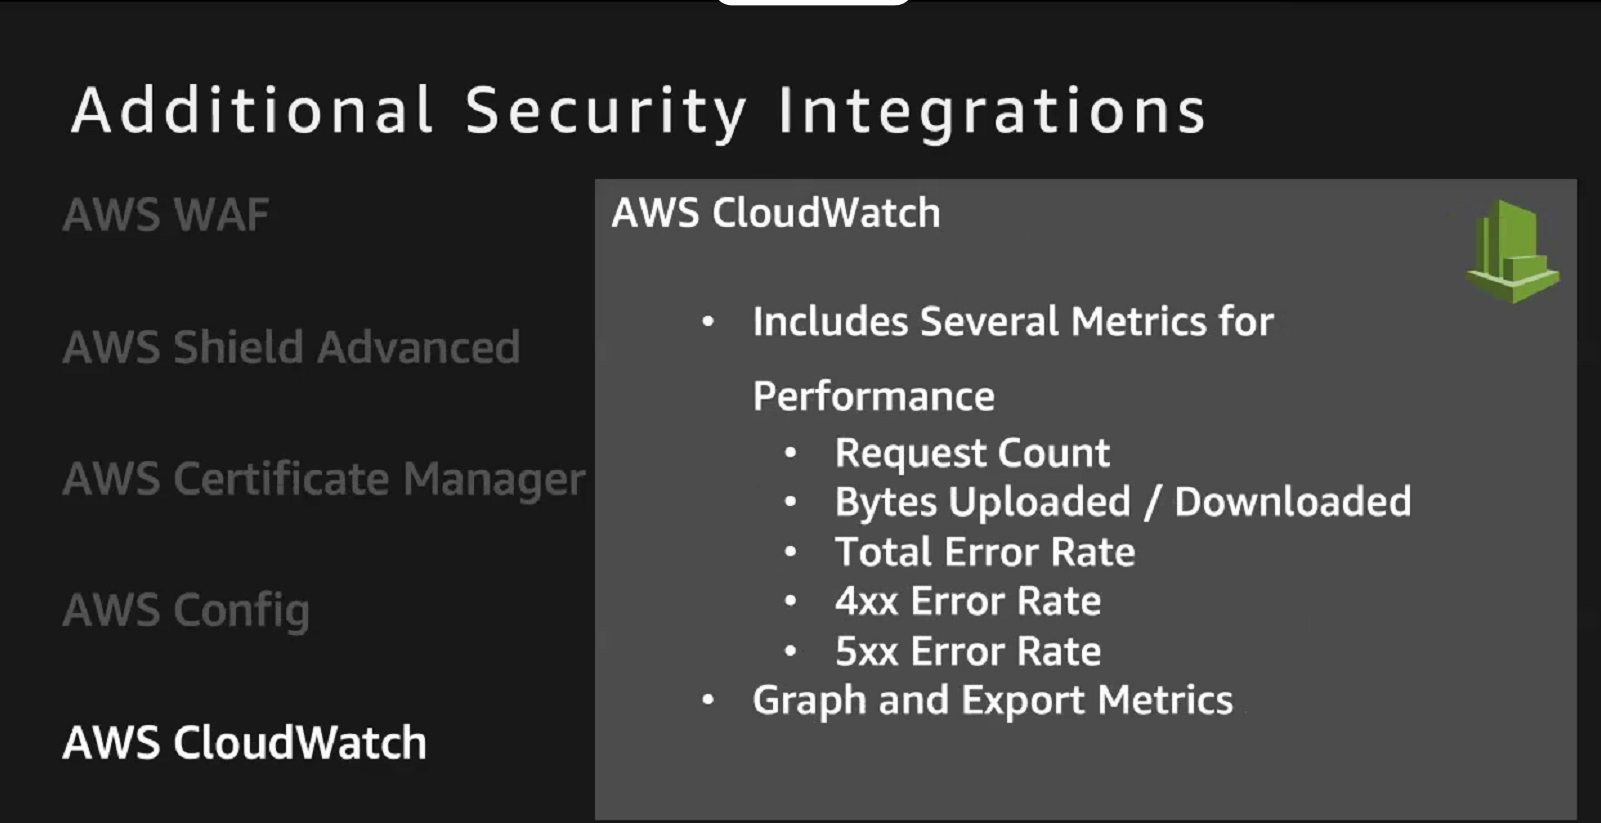 Additional Security Integrations
AWS WAF
AWS Shield Advanced
AWS Certificate Manager
AWS Config
AWS CloudWatch
AWS CloudWatch
• Includes Several Metrics for
Performance
• Request Count
• Bytes Uploaded / Downloaded
• Total Error Rate
• 4xx Error Rate
• 5xx Error Rate
• Graph and Export Metrics